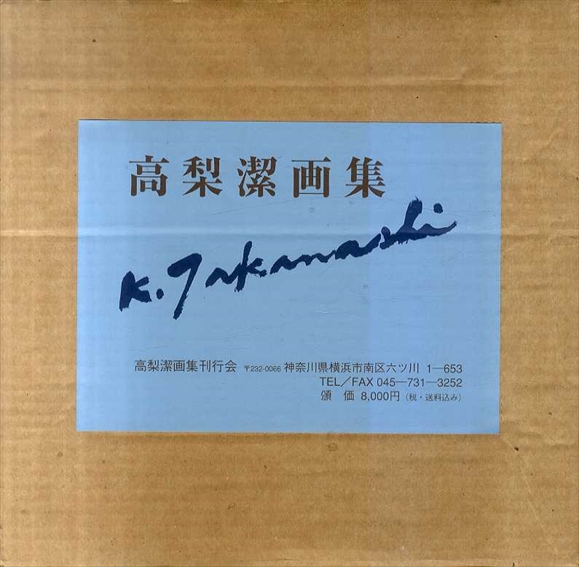 高梨潔画集
K. Takanashi
高梨潔画集刊行会 〒232-0066 神奈川県横浜市南区六ツ川 1―653
TEL/FAX 045―731―3252
頒 価 8,000円(税・送料込み)